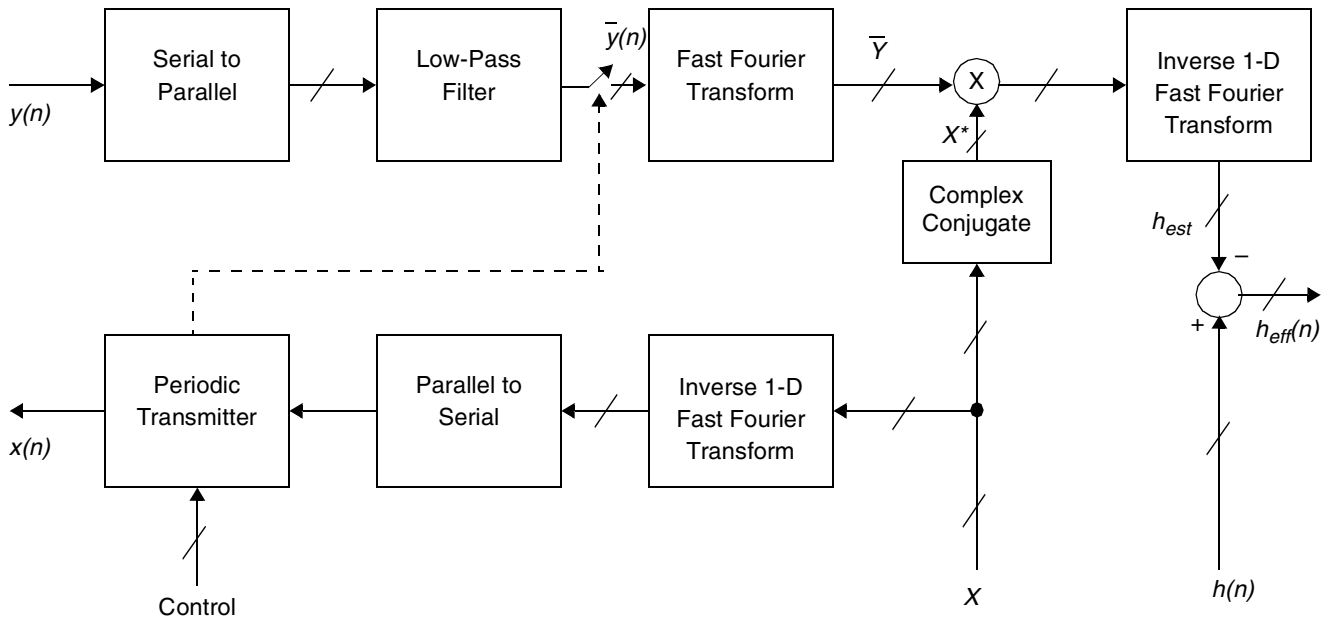 Serial to
Parallel
Low-Pass
Filter
y̅(n)
Fast Fourier
Transform
Y̅
X
Inverse 1-D
Fast Fourier
Transform
y(n)
X*
Complex
Conjugate
h_est
–
+
h_eff(n)
Periodic
Transmitter
Parallel to
Serial
Inverse 1-D
Fast Fourier
Transform
x(n)
Control
X
h(n)